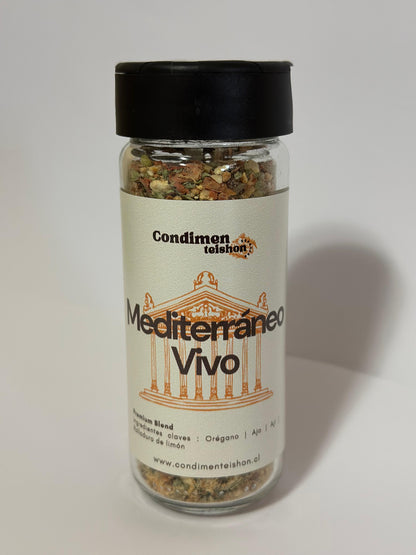 Condimen
teishon
Mediterráneo
Vivo
Premium Blend
Ingredientes claves : Orégano | Ajo | Ají
Ralladura de limón
www.condimenteishon.cl